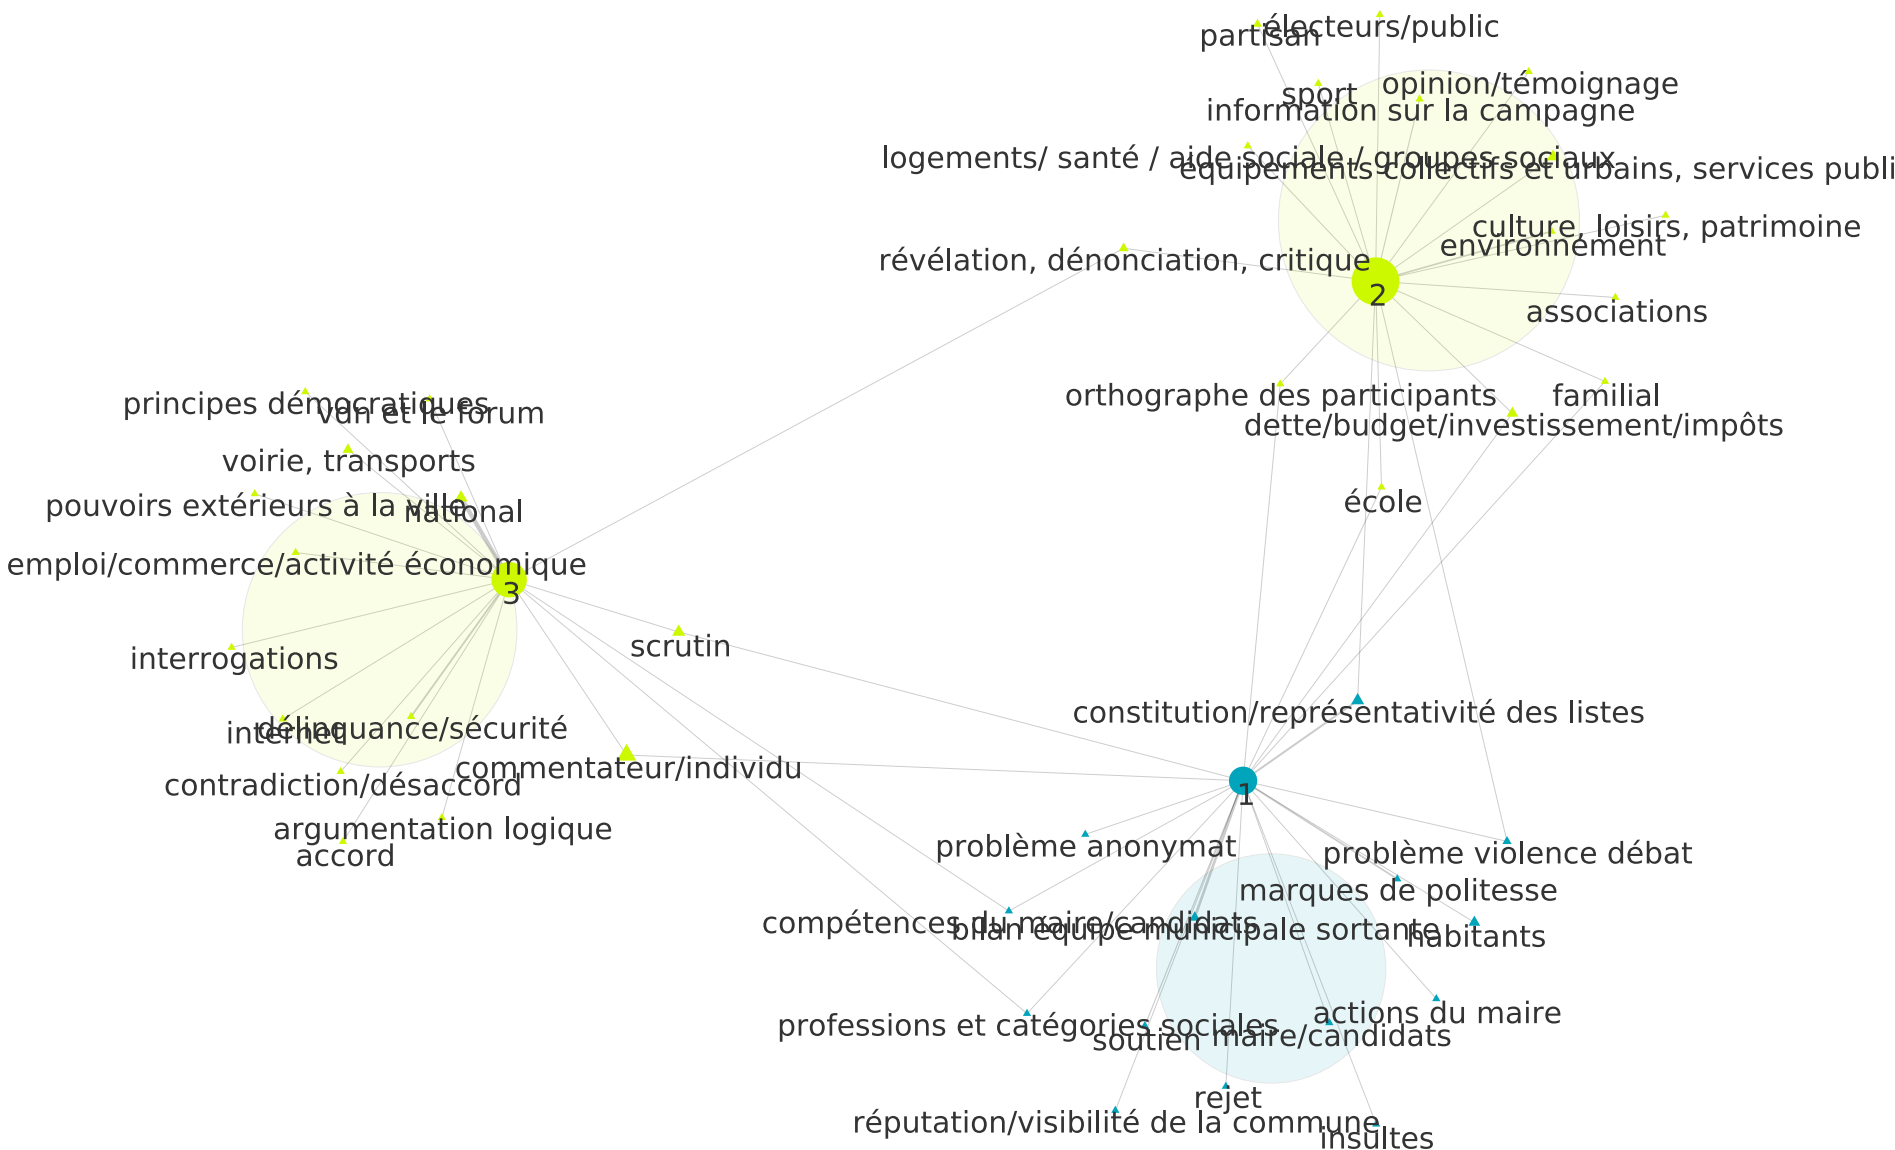 électeurs/public
partisan
opinion/témoignage
sport
information sur la campagne
logements/ santé / aide sociale / groupes sociaux
équipements collectifs et urbains, services publi
culture, loisirs, patrimoine
environnement
révélation, dénonciation, critique
2
associations
orthographe des participants
familial
dette/budget/investissement/impôts
école
principes démocratiques
vdn et le forum
voirie, transports
pouvoirs extérieurs à la ville
national
emploi/commerce/activité économique
3
scrutin
interrogations
délinquance/sécurité
internet
commentateur/individu
contradiction/désaccord
argumentation logique
accord
constitution/représentativité des listes
1
problème anonymat
problème violence débat
marques de politesse
compétences du maire/candidats
bilan équipe municipale sortante
habitants
actions du maire
professions et catégories sociales
maire/candidats
soutien
rejet
réputation/visibilité de la commune
insultes